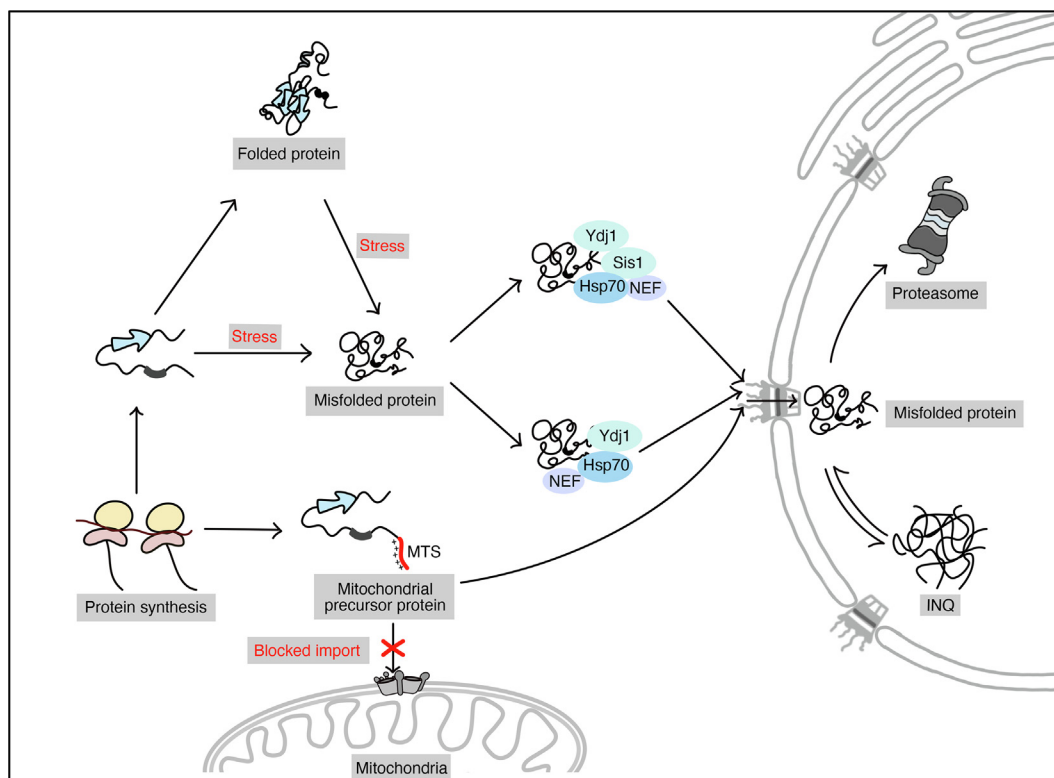 Folded protein
Stress
Ydj1
Sis1
Hsp70
NEF
Proteasome
Stress
Misfolded protein
Misfolded protein
Ydj1
Hsp70
NEF
MTS
Protein synthesis
Mitochondrial
precursor protein
INQ
Blocked import
Mitochondria